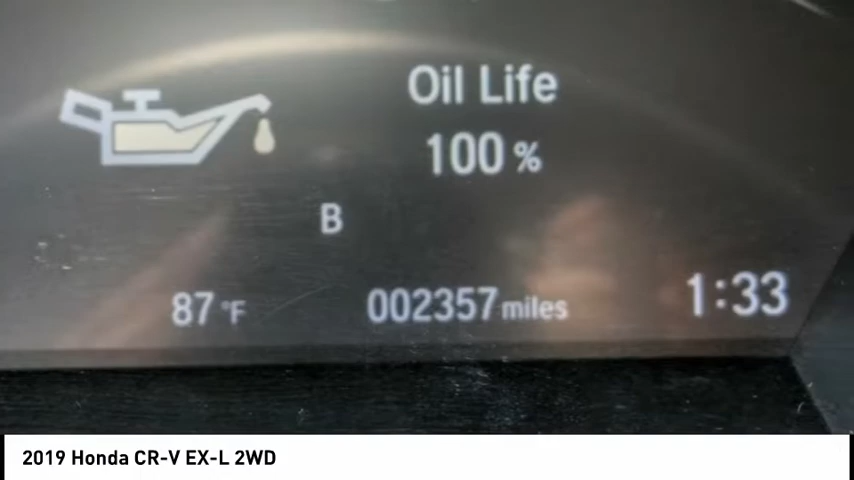 Oil Life
100 %
B
87 °F 002357 miles 1:33
2019 Honda CR-V EX-L 2WD